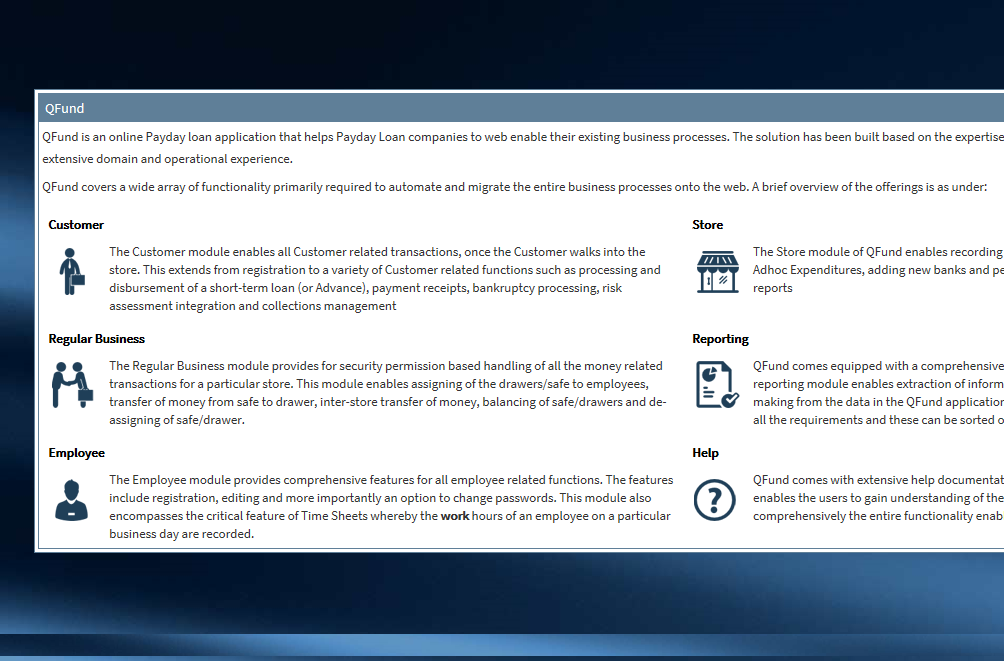 QFund
QFund is an online Payday loan application that helps Payday Loan companies to web enable their existing business processes. The solution has been built based on the expertise
extensive domain and operational experience.
QFund covers a wide array of functionality primarily required to automate and migrate the entire business processes onto the web. A brief overview of the offerings is as under:
Customer
The Customer module enables all Customer related transactions, once the Customer walks into the
store. This extends from registration to a variety of Customer related functions such as processing and
disbursement of a short-term loan (or Advance), payment receipts, bankruptcy processing, risk
assessment integration and collections management
Store
The Store module of QFund enables recording
Adhoc Expenditures, adding new banks and pe
reports
Regular Business
The Regular Business module provides for security permission based handling of all the money related
transactions for a particular store. This module enables assigning of the drawers/safe to employees,
transfer of money from safe to drawer, inter-store transfer of money, balancing of safe/drawers and de-
assigning of safe/drawer.
Reporting
QFund comes equipped with a comprehensive
reporting module enables extraction of inform
making from the data in the QFund application
all the requirements and these can be sorted o
Employee
The Employee module provides comprehensive features for all employee related functions. The features
include registration, editing and more importantly an option to change passwords. This module also
encompasses the critical feature of Time Sheets whereby the work hours of an employee on a particular
business day are recorded.
Help
QFund comes with extensive help documentat
enables the users to gain understanding of the
comprehensively the entire functionality enab